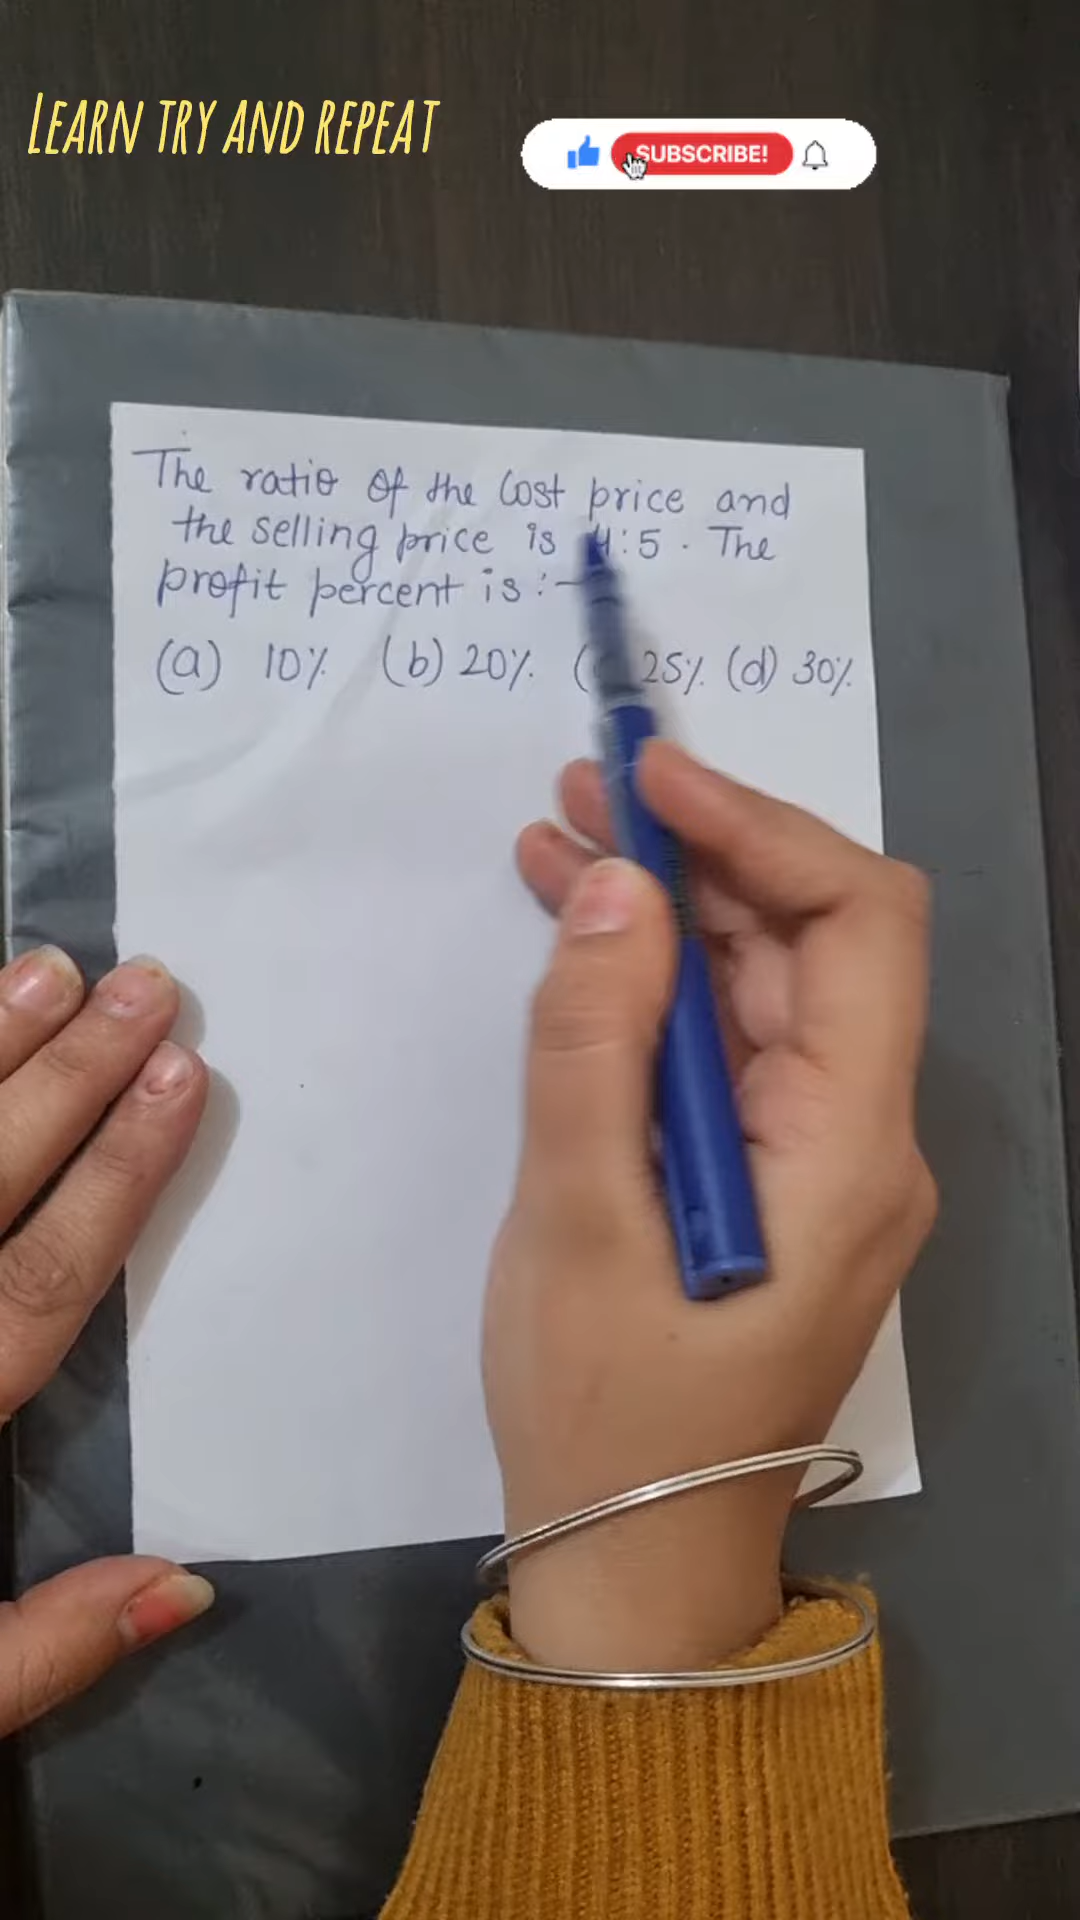 LEARN TRY AND REPEAT
SUBSCRIBE!
The ratio of the cost price and
the selling price is 4:5. The
profit percent is:-
(a) 10% (b) 20% ( 25% (d) 30%